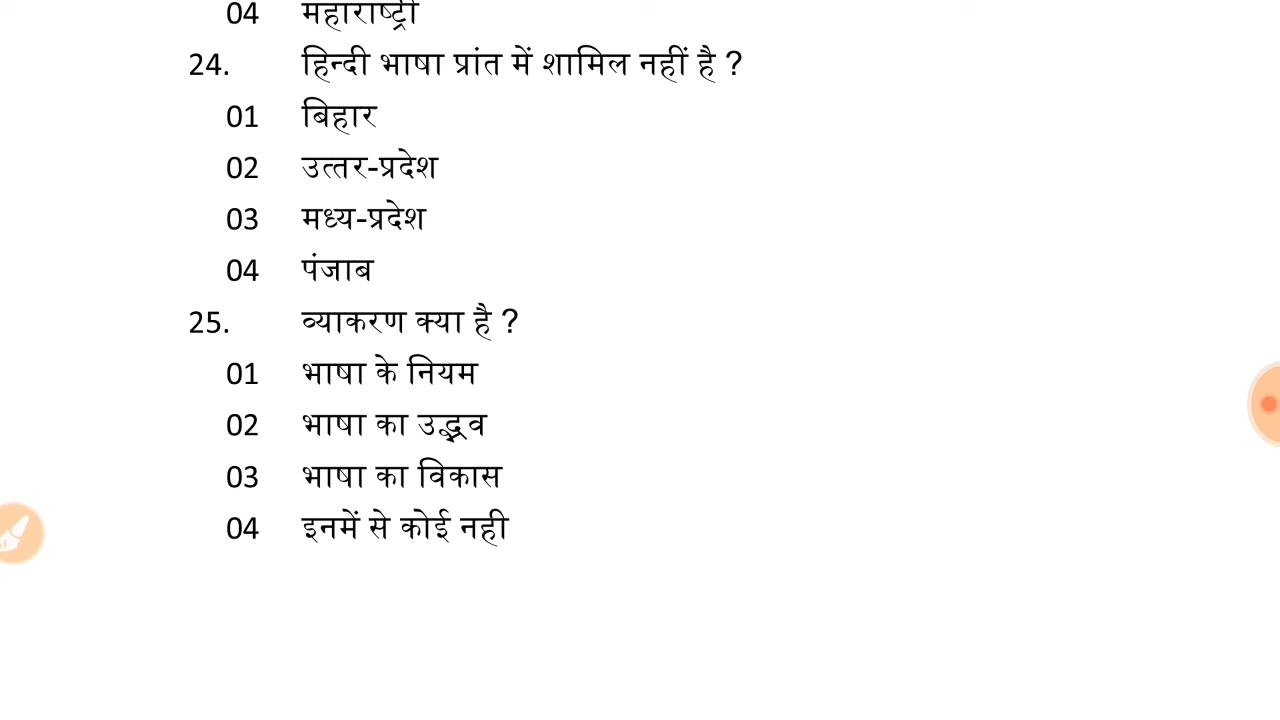 04 महाराष्ट्री
24. हिन्दी भाषा प्रांत में शामिल नहीं है ?
01 बिहार
02 उत्तर-प्रदेश
03 मध्य-प्रदेश
04 पंजाब
25. व्याकरण क्या है ?
01 भाषा के नियम
02 भाषा का उद्भव
03 भाषा का विकास
04 इनमें से कोई नही